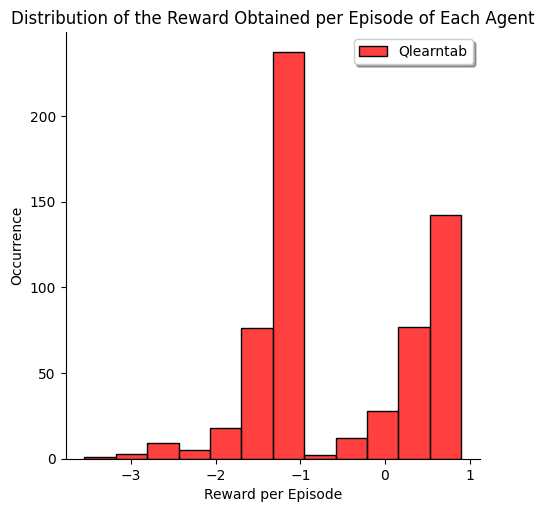 Distribution of the Reward Obtained per Episode of Each Agent
Qlearntab
Occurrence
200
150
100
50
0
−3
−2
−1
0
1
Reward per Episode